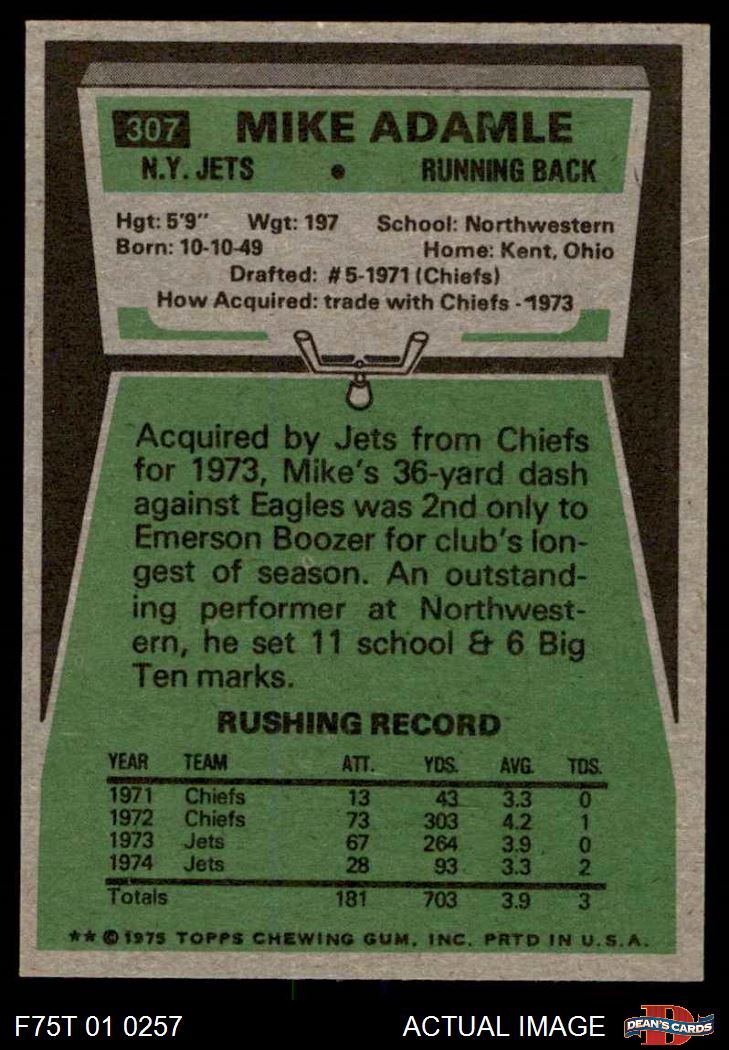 307 MIKE ADAMLE
N.Y. JETS • RUNNING BACK
Hgt: 5'9" Wgt: 197 School: Northwestern
Born: 10-10-49 Home: Kent, Ohio
Drafted: #5-1971 (Chiefs)
How Acquired: trade with Chiefs - 1973
Acquired by Jets from Chiefs
for 1973, Mike's 36-yard dash
against Eagles was 2nd only to
Emerson Boozer for club's lon-
gest of season. An outstand-
ing performer at Northwest-
ern, he set 11 school & 6 Big
Ten marks.
RUSHING RECORD
YEAR TEAM ATT. YDS. AVG. TDS.
1971 Chiefs 13 43 3.3 0
1972 Chiefs 73 303 4.2 1
1973 Jets 67 264 3.9 0
1974 Jets 28 93 3.3 2
Totals 181 703 3.9 3
** © 1975 TOPPS CHEWING GUM, INC. PRTD IN U.S.A.
F75T 01 0257 ACTUAL IMAGE D DEAN'S CARDS